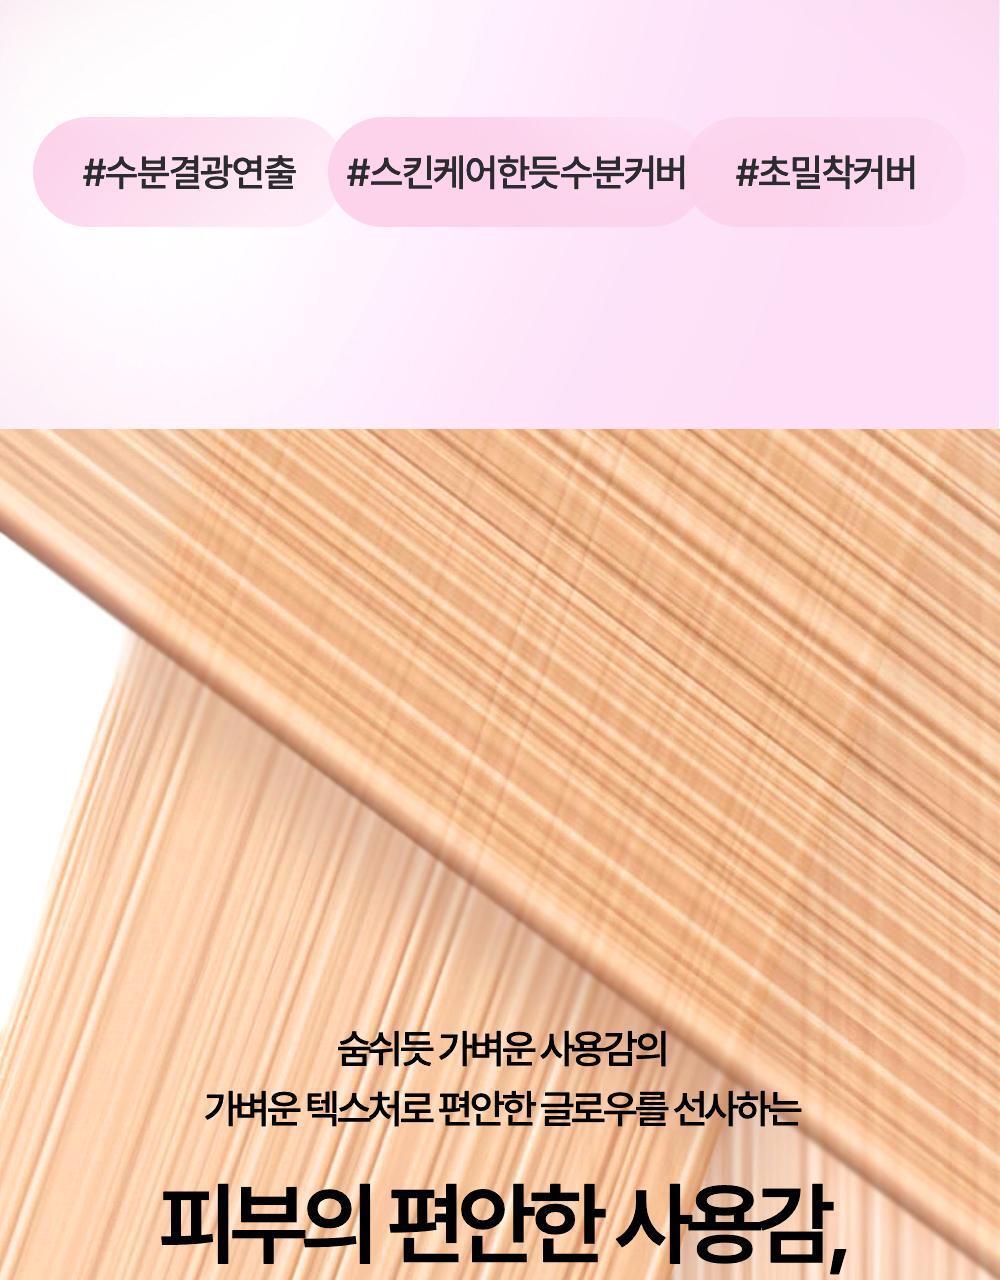 #수분결광연출 #스킨케어한듯수분커버 #초밀착커버
숨쉬듯 가벼운 사용감의
가벼운 텍스처로 편안한 글로우를 선사하는
피부의 편안한 사용감,